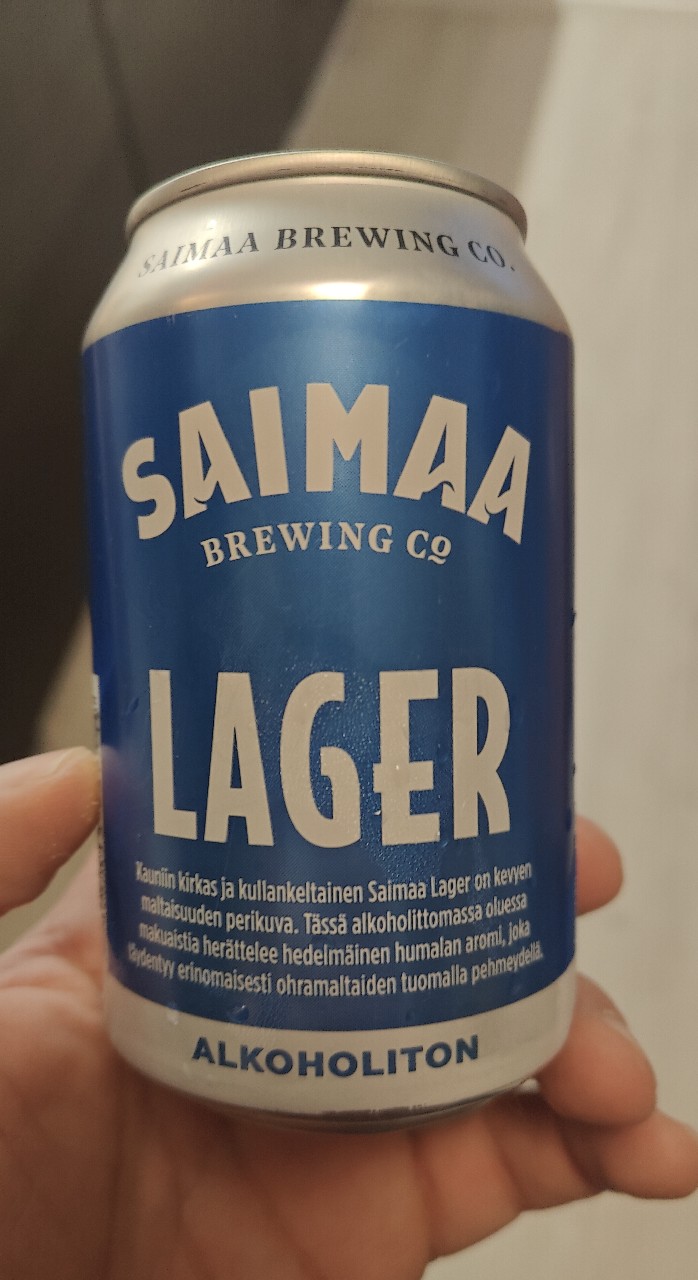 SAIMAA BREWING CO.
SAIMAA
BREWING Co
LAGER
Kauniin kirkas ja kullankeltainen Saimaa Lager on kevyen
maltaisuuden perikuva. Tässä alkoholittomassa oluessa
makuaistia herättelee hedelmäinen humalan aromi, joka
täydentyy erinomaisesti ohramaltaiden tuomalla pehmeydellä.
ALKOHOLITON